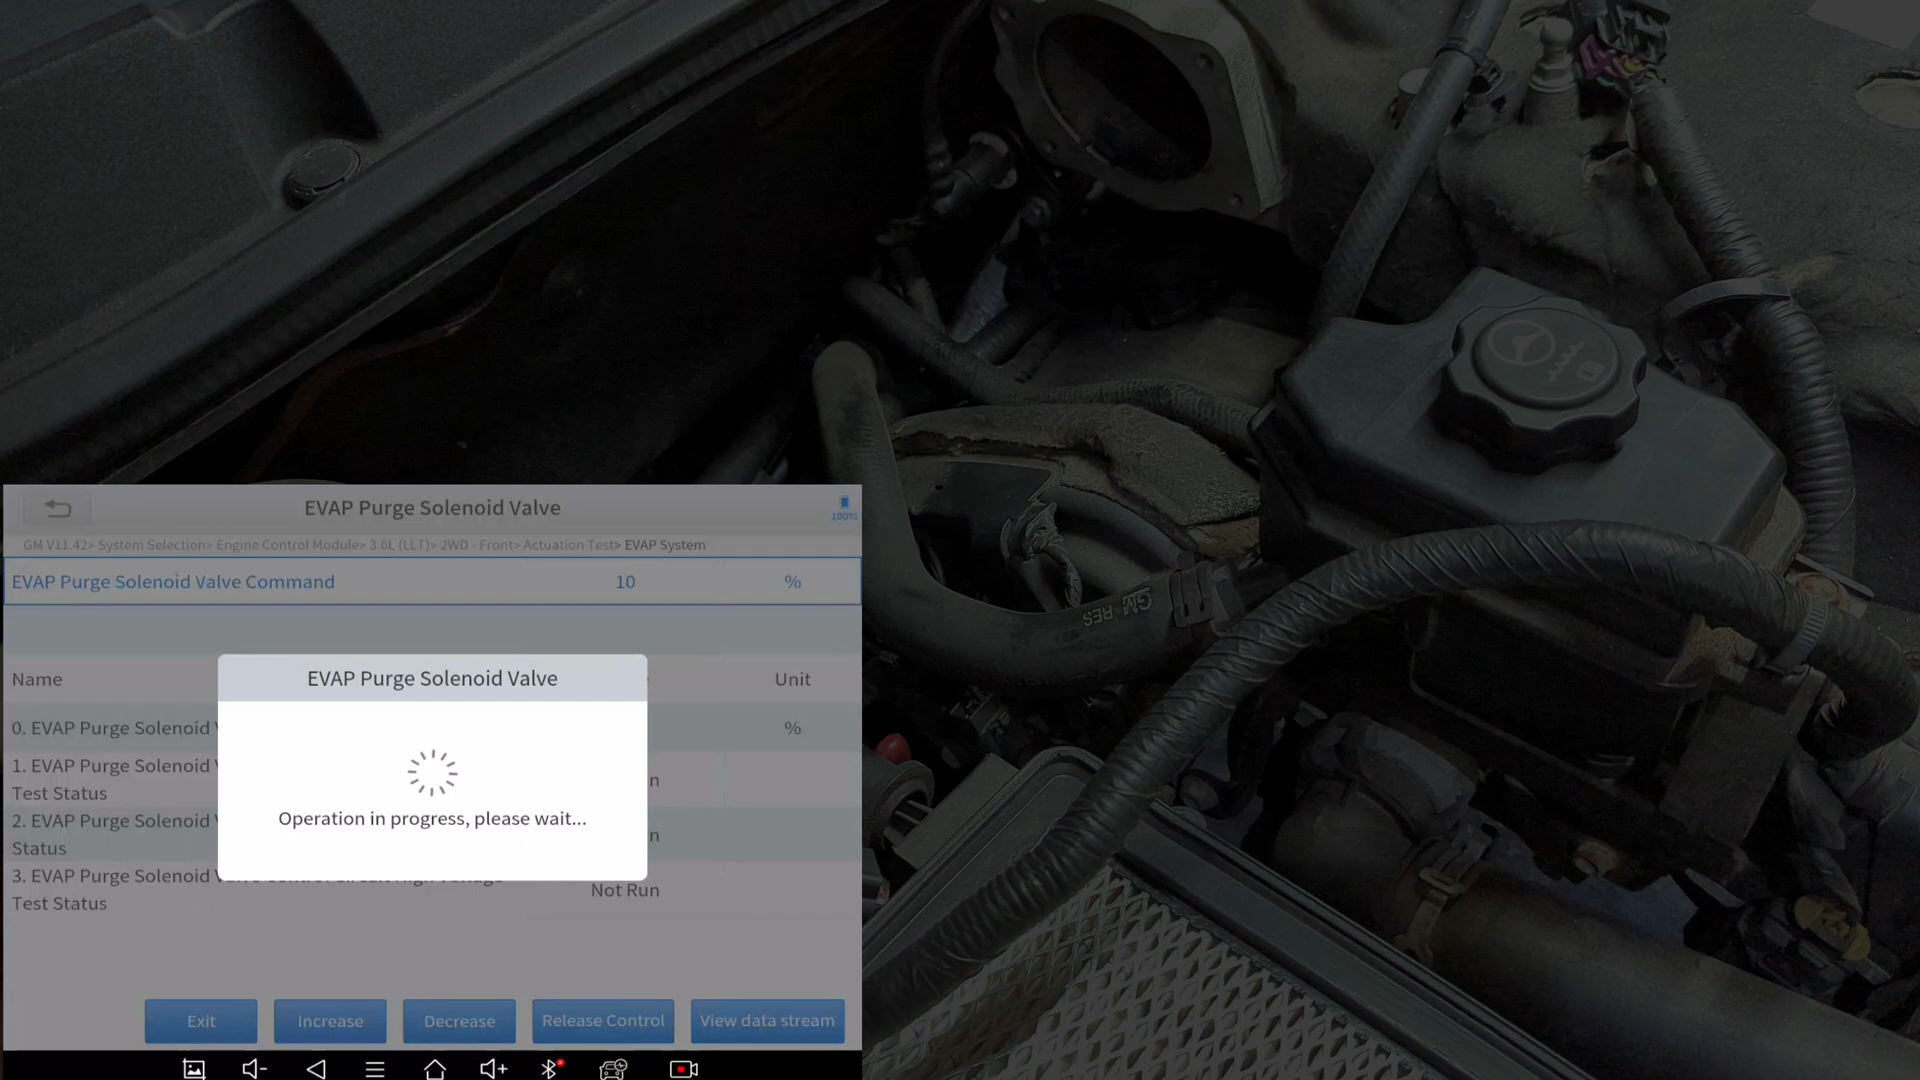 EVAP Purge Solenoid Valve
100%
GM V11.42> System Selection> Engine Control Module> 3.6L (LLT)> 2WD - Front> Actuation Test> EVAP System
EVAP Purge Solenoid Valve Command 10 %
Name Unit
0. EVAP Purge Solenoid %
1. EVAP Purge Solenoid
Test Status
2. EVAP Purge Solenoid
Status
3. EVAP Purge Solenoid
Test Status
Not Run
EVAP Purge Solenoid Valve
Operation in progress, please wait...
Exit Increase Decrease Release Control View data stream
GM RES